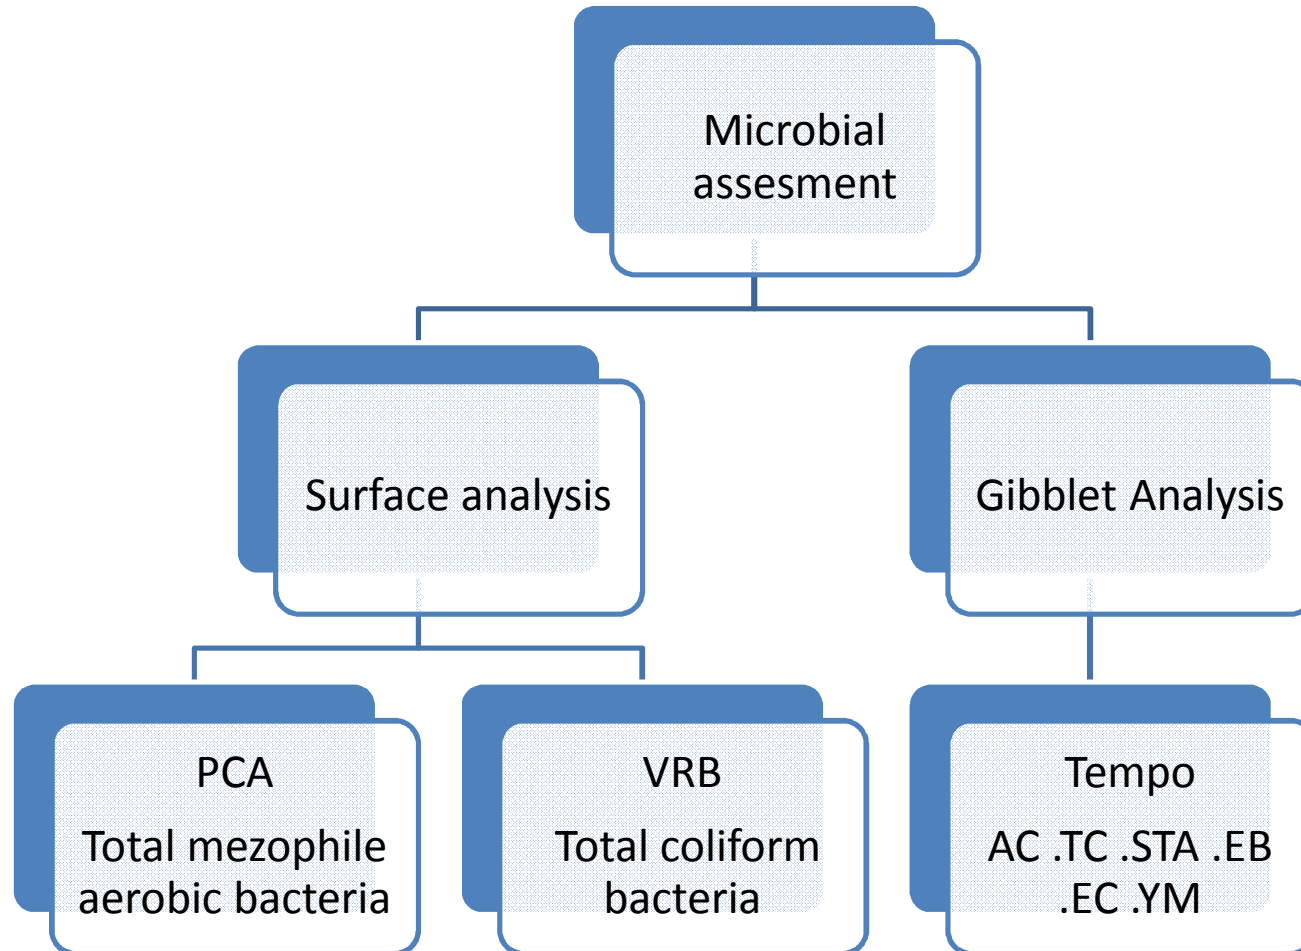 Microbial
assesment
Surface analysis
Gibblet Analysis
PCA
Total mezophile
aerobic bacteria
VRB
Total coliform
bacteria
Tempo
AC .TC .STA .EB
.EC .YM